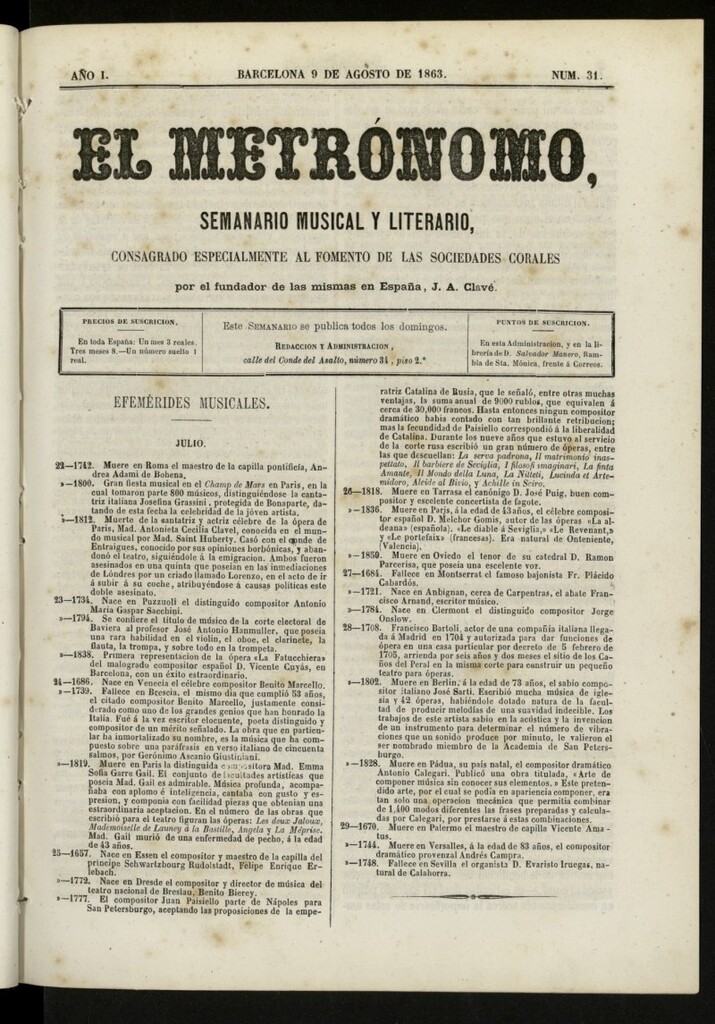 AÑO I. BARCELONA 9 DE AGOSTO DE 1863. NUM. 31.
EL METRÓNOMO,
SEMANARIO MUSICAL Y LITERARIO,
CONSAGRADO ESPECIALMENTE AL FOMENTO DE LAS SOCIEDADES CORALES
por el fundador de las mismas en España, J. A. Clavé.
PRECIOS DE SUSCRICION.
En toda España: Un mes 3 reales.
Tres meses 8.—Un número suelto 1
real.
Este SEMANARIO se publica todos los domingos.
REDACCION Y ADMINISTRACION,
calle del Conde del Asalto, número 34, piso 2.º
PUNTOS DE SUSCRICION.
En esta Administracion, y en la li-
brería de D. Salvador Manero, Ram-
bla de Sta. Mónica, frente á Correos.
EFEMÉRIDES MUSICALES.
JULIO.
22—1742. Muere en Roma el maestro de la capilla pontificia, An-
drea Adami de Bobena.
»—1800. Gran fiesta musical en el Champ de Mars en Paris, en la
cual tomaron parte 800 músicos, distinguiéndose la canta-
triz italiana Josefina Grassini, protegida de Bonaparte, da-
tando de esta fecha la celebridad de la jóven artista.
»—1812. Muerte de la santatriz y actriz célebre de la ópera de
Paris, Mad. Antonieta Cecilia Clavel, conocida en el mun-
do musical por Mad. Saint Huberty. Casó con el conde de
Entraigues, conocido por sus opiniones borbónicas, y aban-
donó el teatro, siguiéndole á la emigracion. Ambos fueron
asesinados en una quinta que poseian en las inmediaciones
de Lóndres por un criado llamado Lorenzo, en el acto de ir
á subir á su coche, atribuyéndose á causas políticas este
doble asesinato.
23—1734. Nace en Puzzuoli el distinguido compositor Antonio
María Gaspar Sacchini.
»—1794. Se confiere el título de músico de la corte electoral de
Baviera al profesor José Antonio Hanmuller, que poseia
una rara habilidad en el violin, el oboe, el clarinete, la
flauta, la trompa, y sobre todo en la trompeta.
»—1838. Primera representacion de la ópera «La Fatucchiera»
del malogrado compositor español D. Vicente Cuyás, en
Barcelona, con un éxito estraordinario.
24—1686. Nace en Venecia el célebre compositor Benito Marcello.
»—1739. Fallece en Brescia, el mismo dia que cumplió 53 años,
el citado compositor Benito Marcello, justamente consi-
derado como uno de los grandes genios que han honrado la
Italia. Fué á la vez escritor elocuente, poeta distinguido y
compositor de un mérito señalado. La obra que en particu-
lar ha inmortalizado su nombre, es la música que ha com-
puesto sobre una paráfrasis en verso italiano de cincuenta
salmos, por Gerónimo Ascanio Giustiniani.
»—1819. Muere en Paris la distinguida compositora Mad. Emma
Sofia Garre Gail. El conjunto de facultades artísticas que
poseia Mad. Gail es admirable. Música profunda, acompa-
ñaba con aplomo é inteligencia, cantaba con gusto y es-
presion, y componia con facilidad piezas que obtenian una
estraordinaria aceptacion. En el número de las obras que
escribió para el teatro figuran las óperas: Les deux Jaloux,
Mademoiselle de Launey á la Bastille, Angela y La Méprise.
Mad. Gail murió de una enfermedad de pecho, á la edad
de 43 años.
25—1657. Nace en Essen el compositor y maestro de la capilla del
príncipe Schwartzbourg Rudolstadt, Felipe Enrique Er-
lebach.
»—1772. Nace en Dresde el compositor y director de música del
teatro nacional de Breslau, Benito Bierey.
»—1777. El compositor Juan Paisiello parte de Nápoles para
San Petersburgo, aceptando las proposiciones de la empe-
ratriz Catalina de Rusia, que le señaló, entre otras muchas
ventajas, la suma anual de 9000 rublos, que equivalen á
cerca de 30,000 francos. Hasta entonces ningun compositor
dramático habia contado con tan brillante retribucion;
mas la fecundidad de Paisiello correspondió á la liberalidad
de Catalina. Durante los nueve años que estuvo al servicio
de la corte rusa escribió un gran número de óperas, entre
las que descuellan: La serva padrona, Il matrimonio inas-
pettato, Il barbiere de Seviglia, I filosofi imaginari, La finta
Amante, Il Mondo della Luna, La Nitteti, Lucinda et Arte-
midoro, Alcide al Bivio, y Achille in Sciro.
26—1818. Muere en Tarrasa el canónigo D. José Puig, buen com-
positor y escelente concertista de fagote.
»—1836. Muere en París, á la edad de 43 años, el célebre compo-
sitor español D. Melchor Gomis, autor de las óperas «La al-
deana» (española), «Le diable á Seviglia,» «Le Revenant,»
y «Le portefaix» (francesas). Era natural de Onteniente,
(Valencia).
»—1859. Muere en Oviedo el tenor de su catedral D. Ramon
Parcerisa, que poseia una escelente voz.
27—1684. Fallece en Montserrat el famoso bajonista Fr. Plácido
Cabardós.
»—1721. Nace en Anbignan, cerca de Carpentras, el abate Fran-
cisco Arnand, escritor músico.
»—1784. Nace en Clermont el distinguido compositor Jorge
Onslow.
28—1708. Francisco Bartoli, actor de una compañia italiana llega-
da á Madrid en 1704 y autorizada para dar funciones de
ópera en una casa particular por decreto de 5 febrero de
1705, arrienda por seis años y dos meses el sitio de los Ca-
ños del Peral en la misma corte para construir un pequeño
teatro para óperas.
»—1802. Muere en Berlin, á la edad de 73 años, el sabio compo-
sitor italiano José Sarti. Escribió mucha música de igle-
sia y 42 óperas, habiéndole dotado natura de la facul-
tad de producir melodías de una suavidad indecible. Los
trabajos de este artista sabio en la acústica y la invencion
de un instrumento para determinar el número de vibracio-
nes que un sonido produce por minuto, le valieron el
ser nombrado miembro de la Academia de San Peters-
burgo.
»—1828. Muere en Pádua, su pais natal, el compositor dramático
Antonio Calegari. Publicó una obra titulada, «Arte de
componer música sin conocer sus elementos.» Este pretendi-
do arte, por el cual se podia en apariencia componer, era
tan solo una operacion mecánica que permitia combinar
de 1,400 modos diferentes las frases preparadas y calcula-
das por Calegari, por prestarse á estas combinaciones.
29—1670. Muere en Palermo el maestro de capilla Vicente Ama-
tus.
»—1744. Muere en Versalles, á la edad de 83 años, el compositor
dramático provenzal Andrés Campra.
»—1748. Fallece en Sevilla el organista D. Evaristo Iruegas, na-
tural de Calahorra.